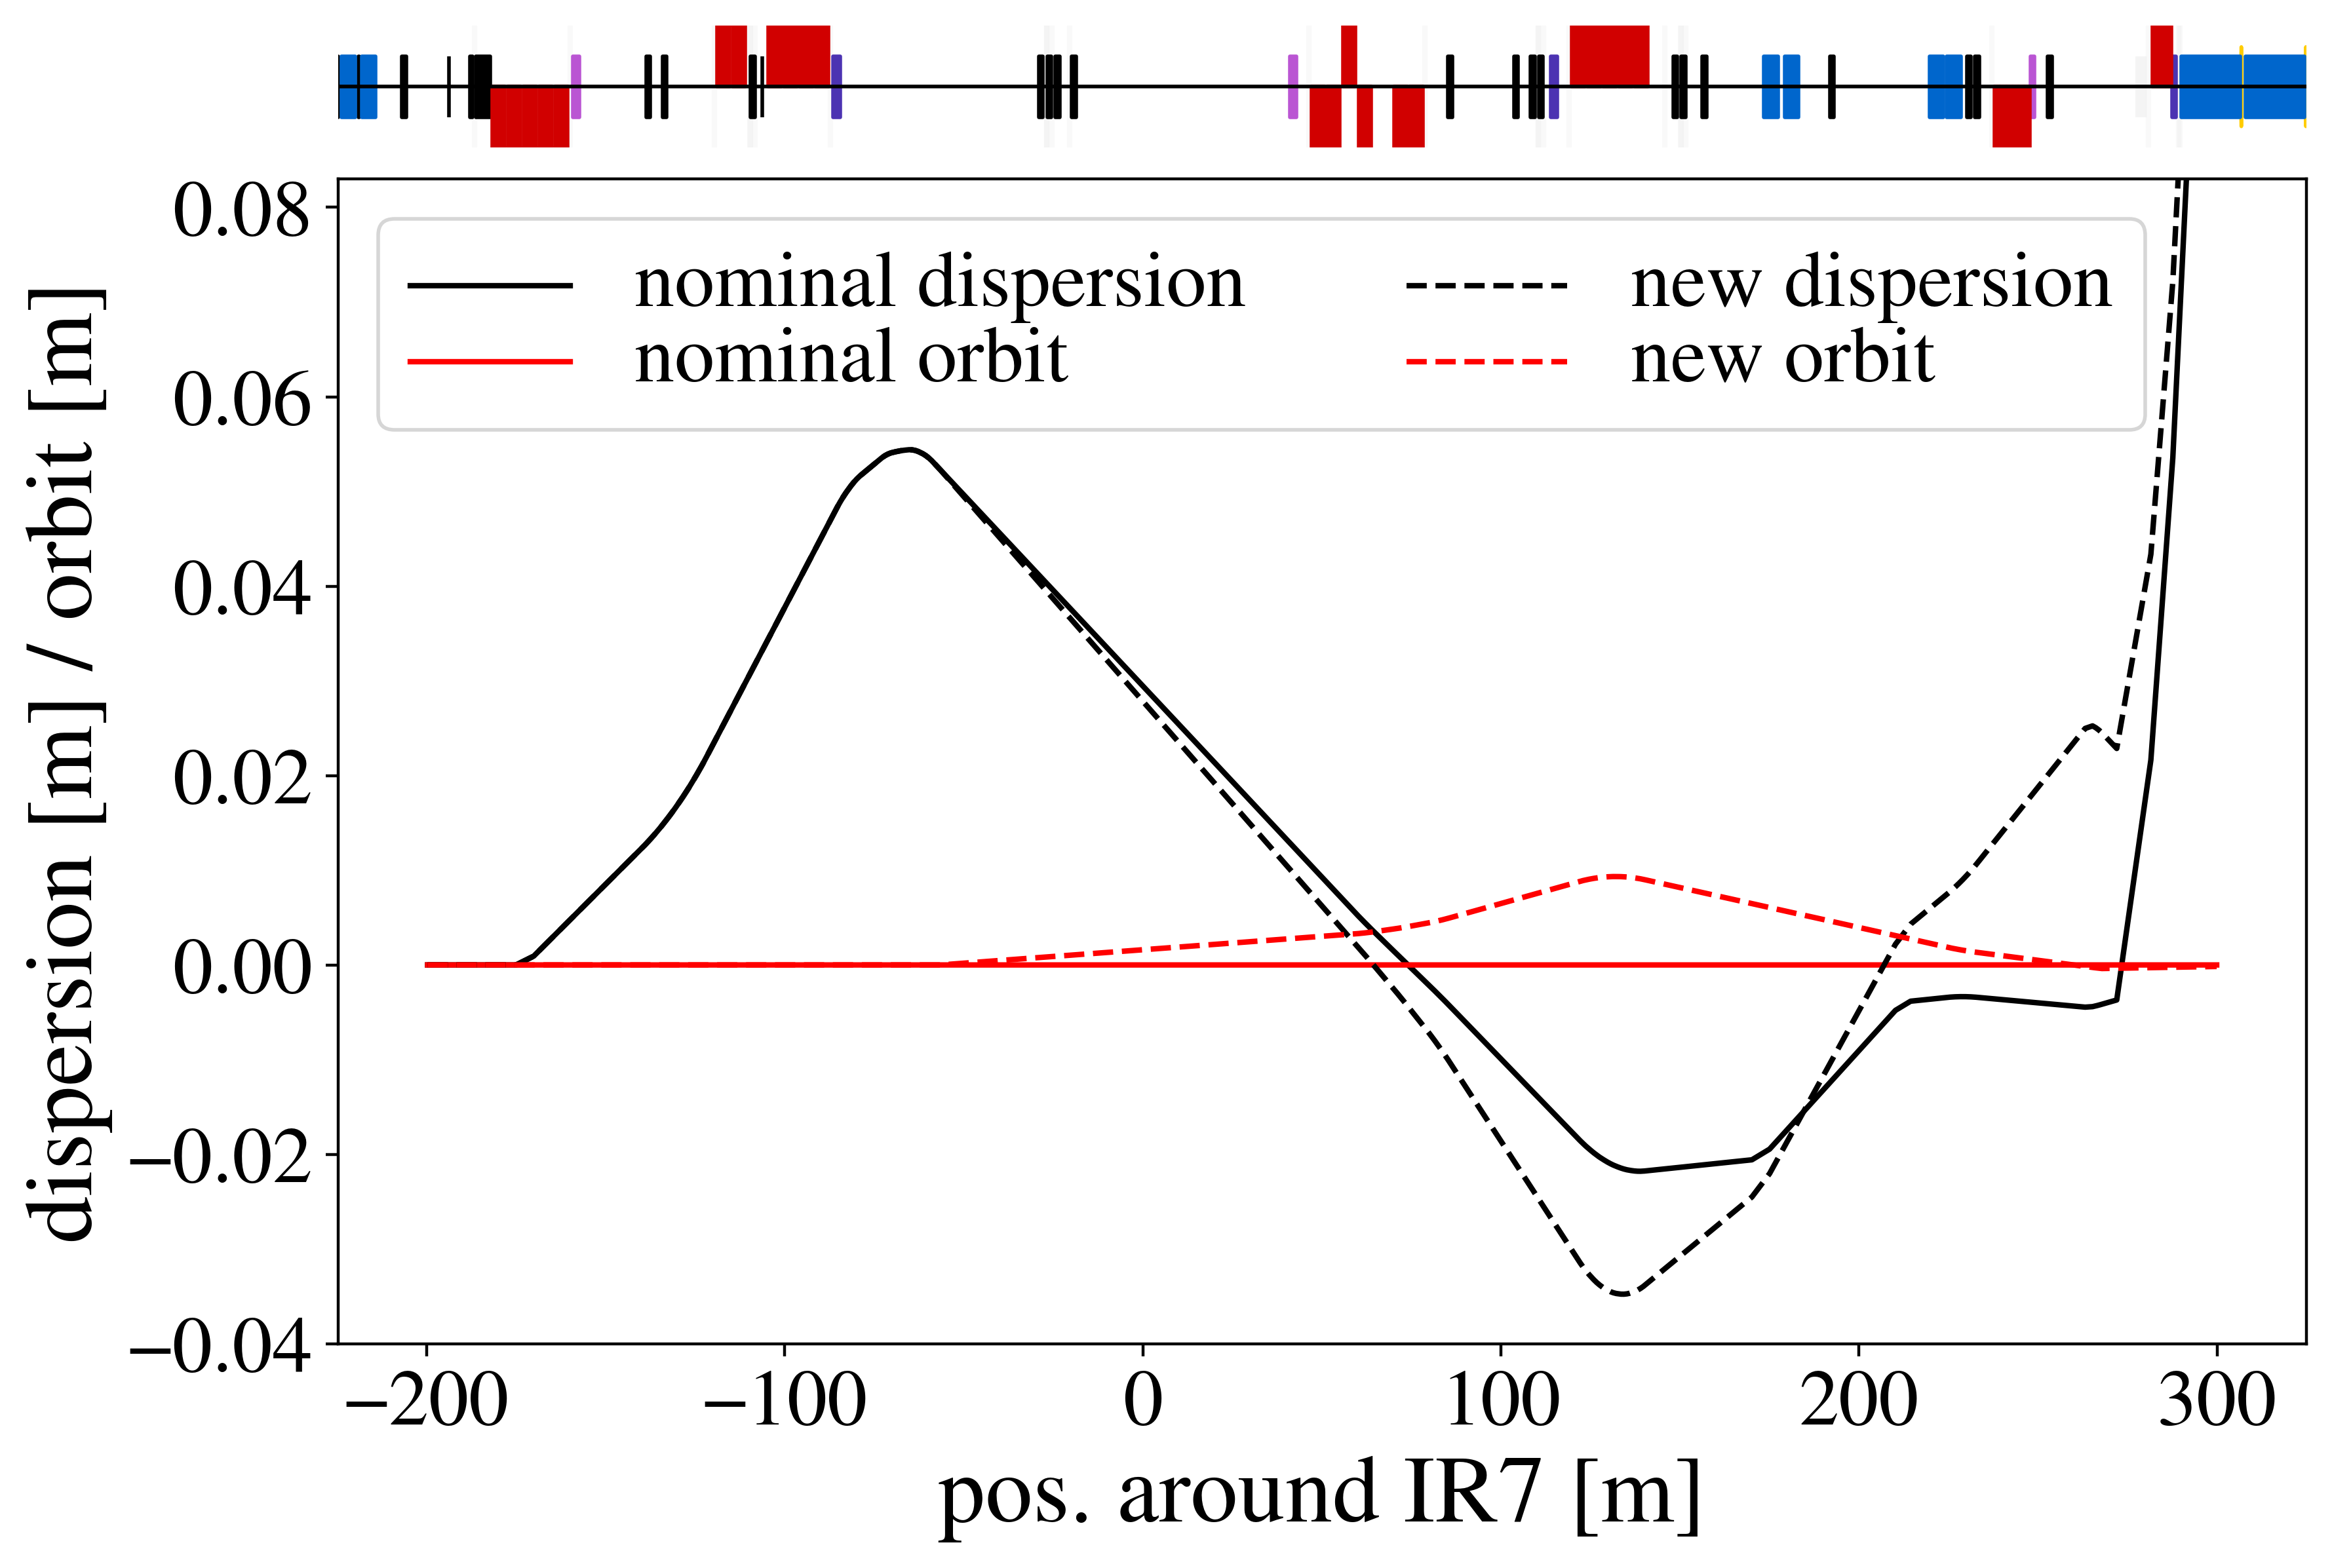 0.08
0.06
0.04
0.02
0.00
−0.02
−0.04
dispersion [m] / orbit [m]
nominal dispersion
nominal orbit
new dispersion
new orbit
−200 −100 0 100 200 300
pos. around IR7 [m]